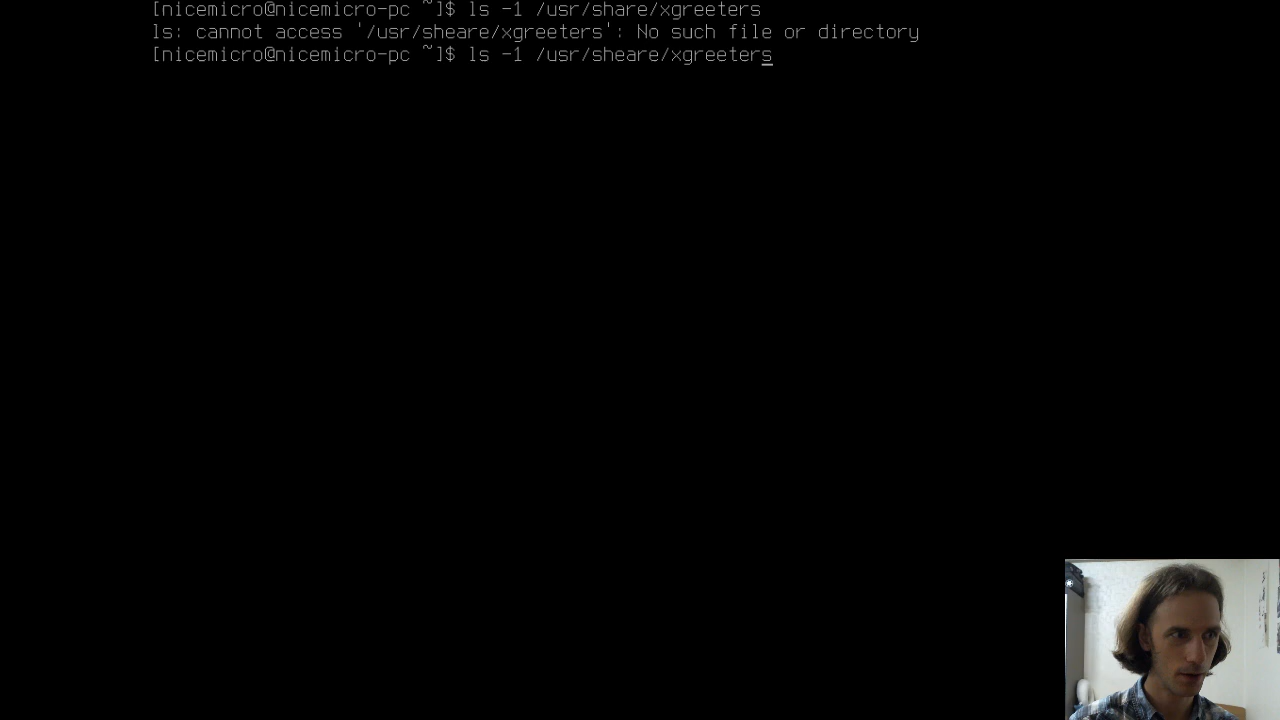 [nicemicro@nicemicro-pc ~]$ ls -1 /usr/share/xgreeters
ls: cannot access '/usr/sheare/xgreeters': No such file or directory
[nicemicro@nicemicro-pc ~]$ ls -1 /usr/sheare/xgreeters